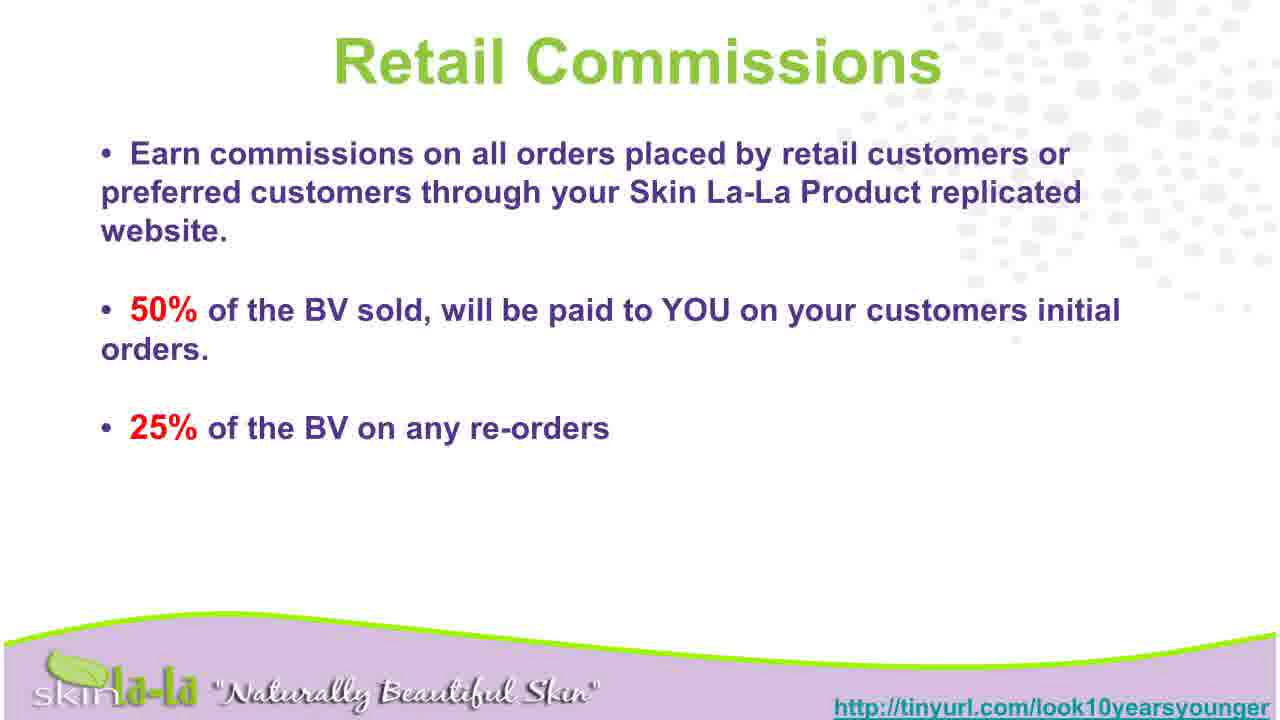 Retail Commissions
• Earn commissions on all orders placed by retail customers or
preferred customers through your Skin La-La Product replicated
website.
• 50% of the BV sold, will be paid to YOU on your customers initial
orders.
• 25% of the BV on any re-orders
skin la-la "Naturally Beautiful Skin"
http://tinyurl.com/look10yearsyounger